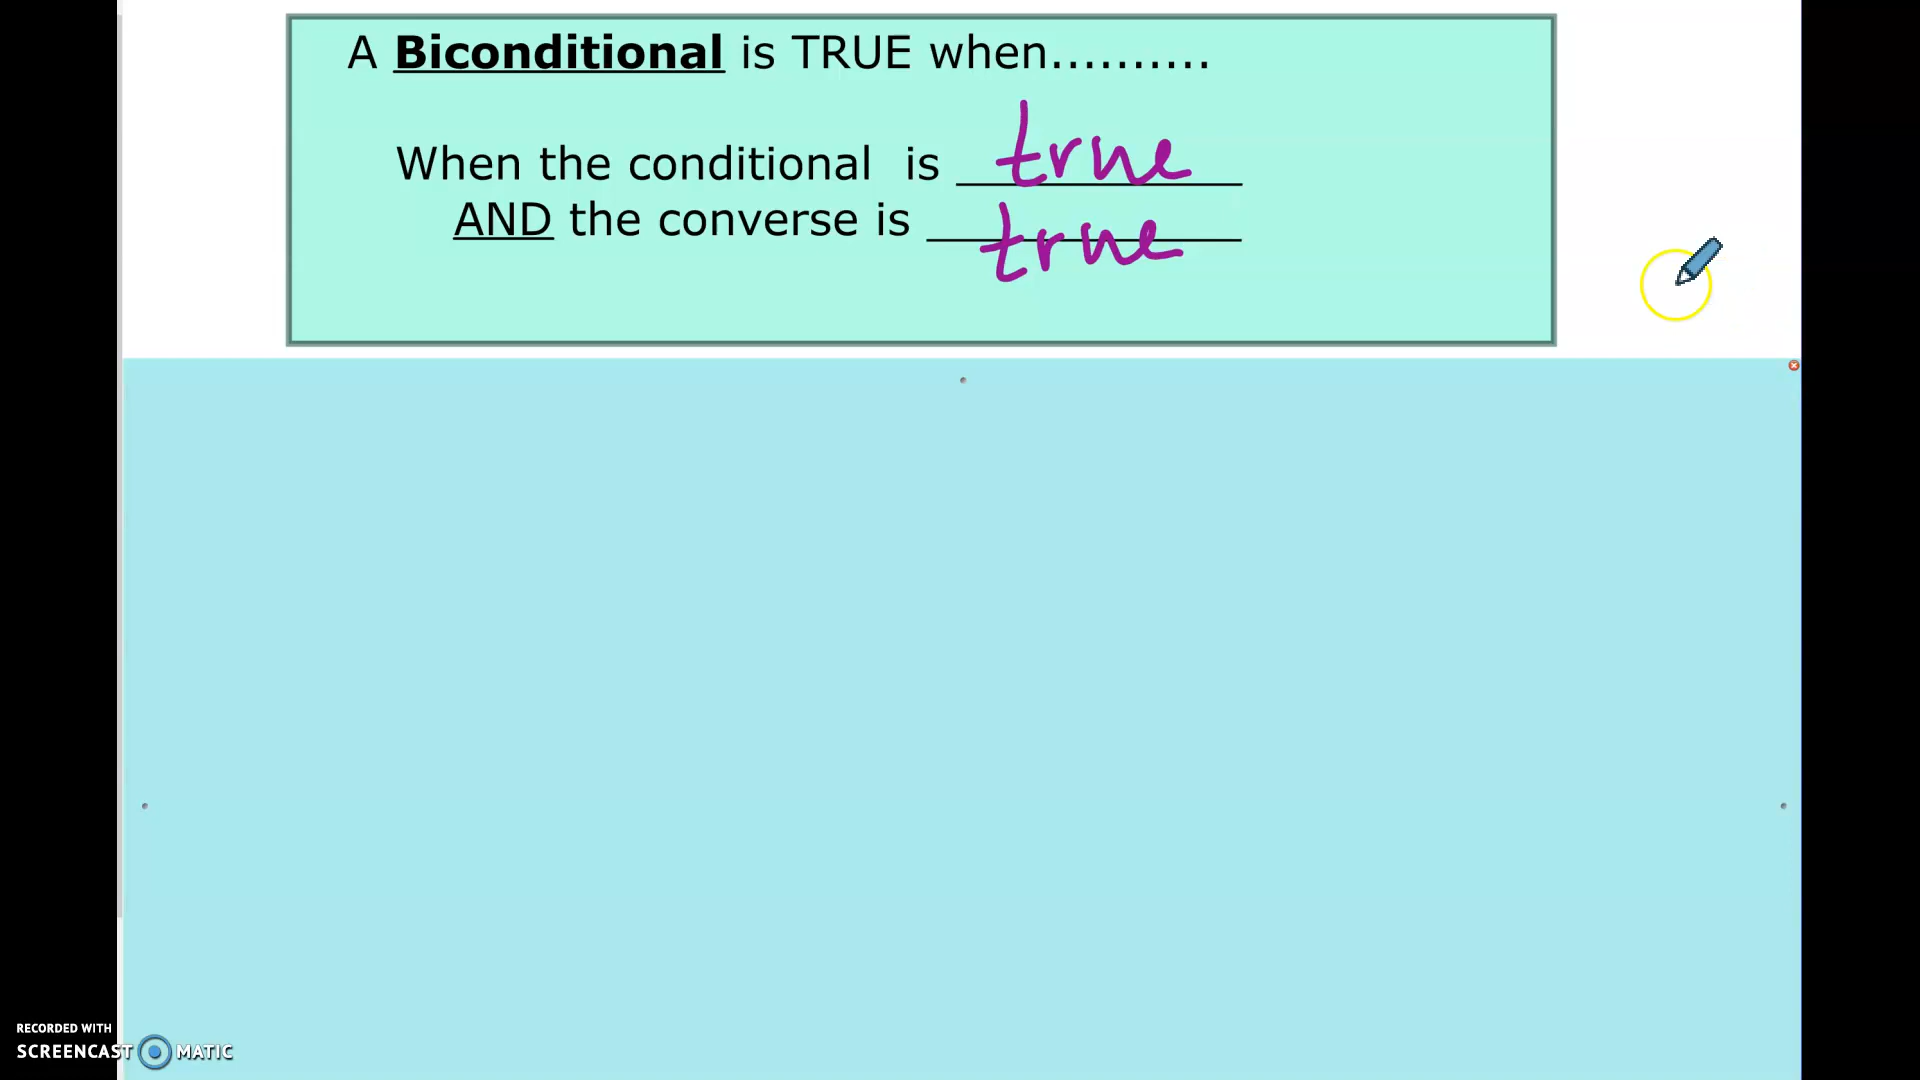 A Biconditional is TRUE when..........
When the conditional is true
AND the converse is true
RECORDED WITH
SCREENCAST MATIC